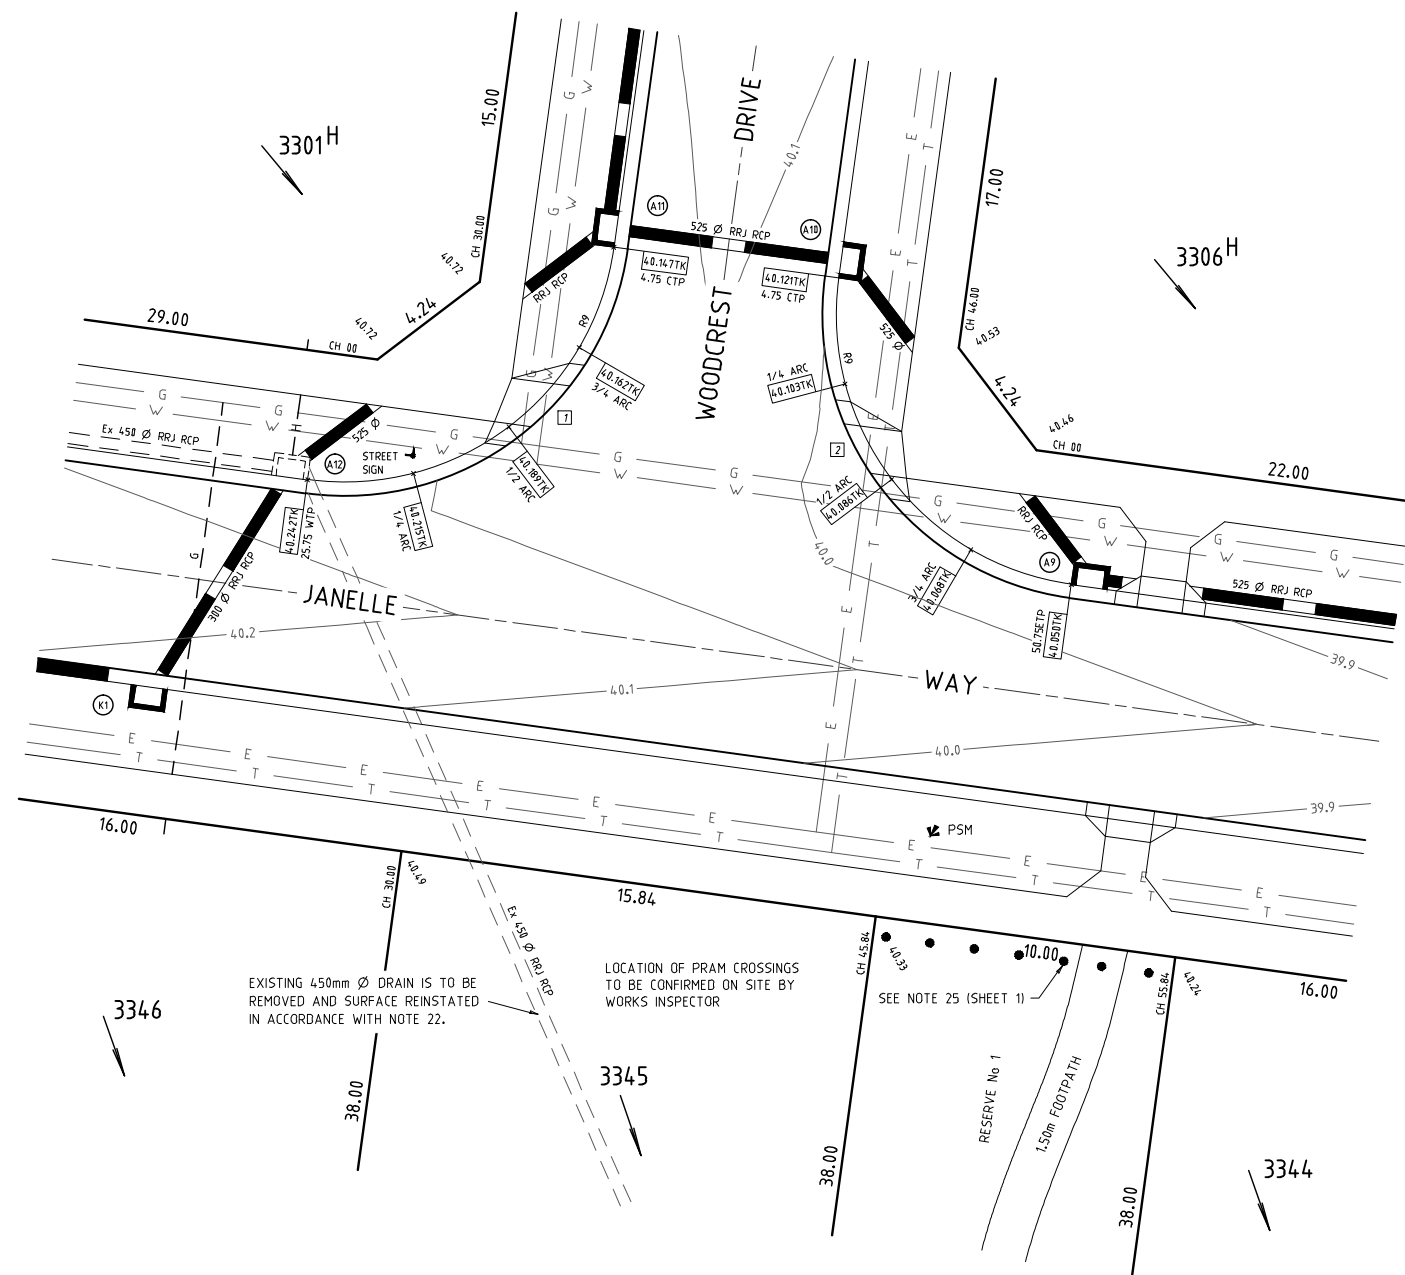 15.00
G
W
DRIVE
E
T
40.1
3301H
17.00
3306H
A11
A10
525 Ø RRJ RCP
G
W
CH 30.00
40.72
40.147TK
4.75 CTP
40.121TK
4.75 CTP
E
T
RRJ RCP
WOODCREST
CH 46.00
40.53
29.00
4.24
40.72
CH 00
R9
R9
525 Ø
1/4 ARC
40.103TK
40.162TK
3/4 ARC
G
W
4.24
40.46
CH 00
G
W
G
W
H
Ex 450 Ø RRJ RCP
525 Ø
STREET
SIGN
A12
1
2
E
G
W
G
W
G
W
22.00
40.189TK
1/2 ARC
1/2 ARC
40.086TK
40.242TK
25.75 WTP
40.215TK
1/4 ARC
G
W
RRJ RCP
G
W
G
W
G
W
40.0
T
3/4 ARC
40.068TK
A9
525 Ø RRJ RCP
G
300 Ø RRJ RCP
JANELLE
E
50.75ETP
40.050TK
40.2
T
39.9
WAY
40.1
K1
E
40.0
T
E
T
E
T
E
T
E
T
E
T
E
T
39.9
PSM
E
T
E
T
E
T
E
T
16.00
CH 30.00
40.49
15.84
Ex 450 Ø RRJ RCP
CH 45.84
40.33
10.00
CH 55.84
40.24
16.00
LOCATION OF PRAM CROSSINGS
TO BE CONFIRMED ON SITE BY
WORKS INSPECTOR
EXISTING 450mm Ø DRAIN IS TO BE
REMOVED AND SURFACE REINSTATED
IN ACCORDANCE WITH NOTE 22.
SEE NOTE 25 (SHEET 1)
3346
3345
3344
38.00
RESERVE No 1
1.50m FOOTPATH
38.00
38.00